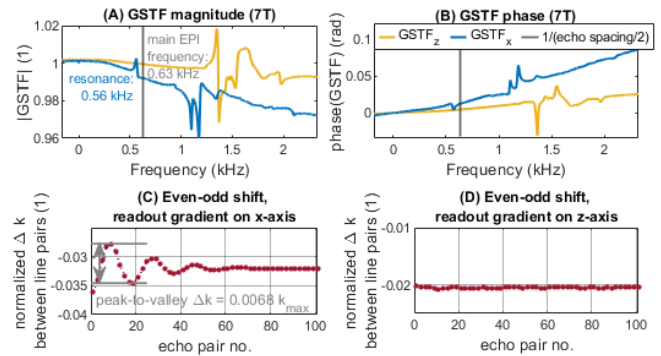 (A) GSTF magnitude (7T)
1.02
1
0.98
0.96
|GSTF| (1)
main EPI
frequency:
0.63 kHz
resonance:
0.56 kHz
0 0.5 1 1.5 2
Frequency (kHz)
(B) GSTF phase (7T)
GSTFz GSTFx 1/(echo spacing/2)
0.1
0.05
0
phase(GSTF) (rad)
0 0.5 1 1.5 2
Frequency (kHz)
(C) Even-odd shift,
readout gradient on x-axis
normalized Δ k
between line pairs (1)
-0.03
-0.035
-0.04
peak-to-valley Δk = 0.0068 kmax
0 20 40 60 80 100
echo pair no.
(D) Even-odd shift,
readout gradient on z-axis
normalized Δ k
between line pairs (1)
-0.01
-0.02
0 20 40 60 80 100
echo pair no.